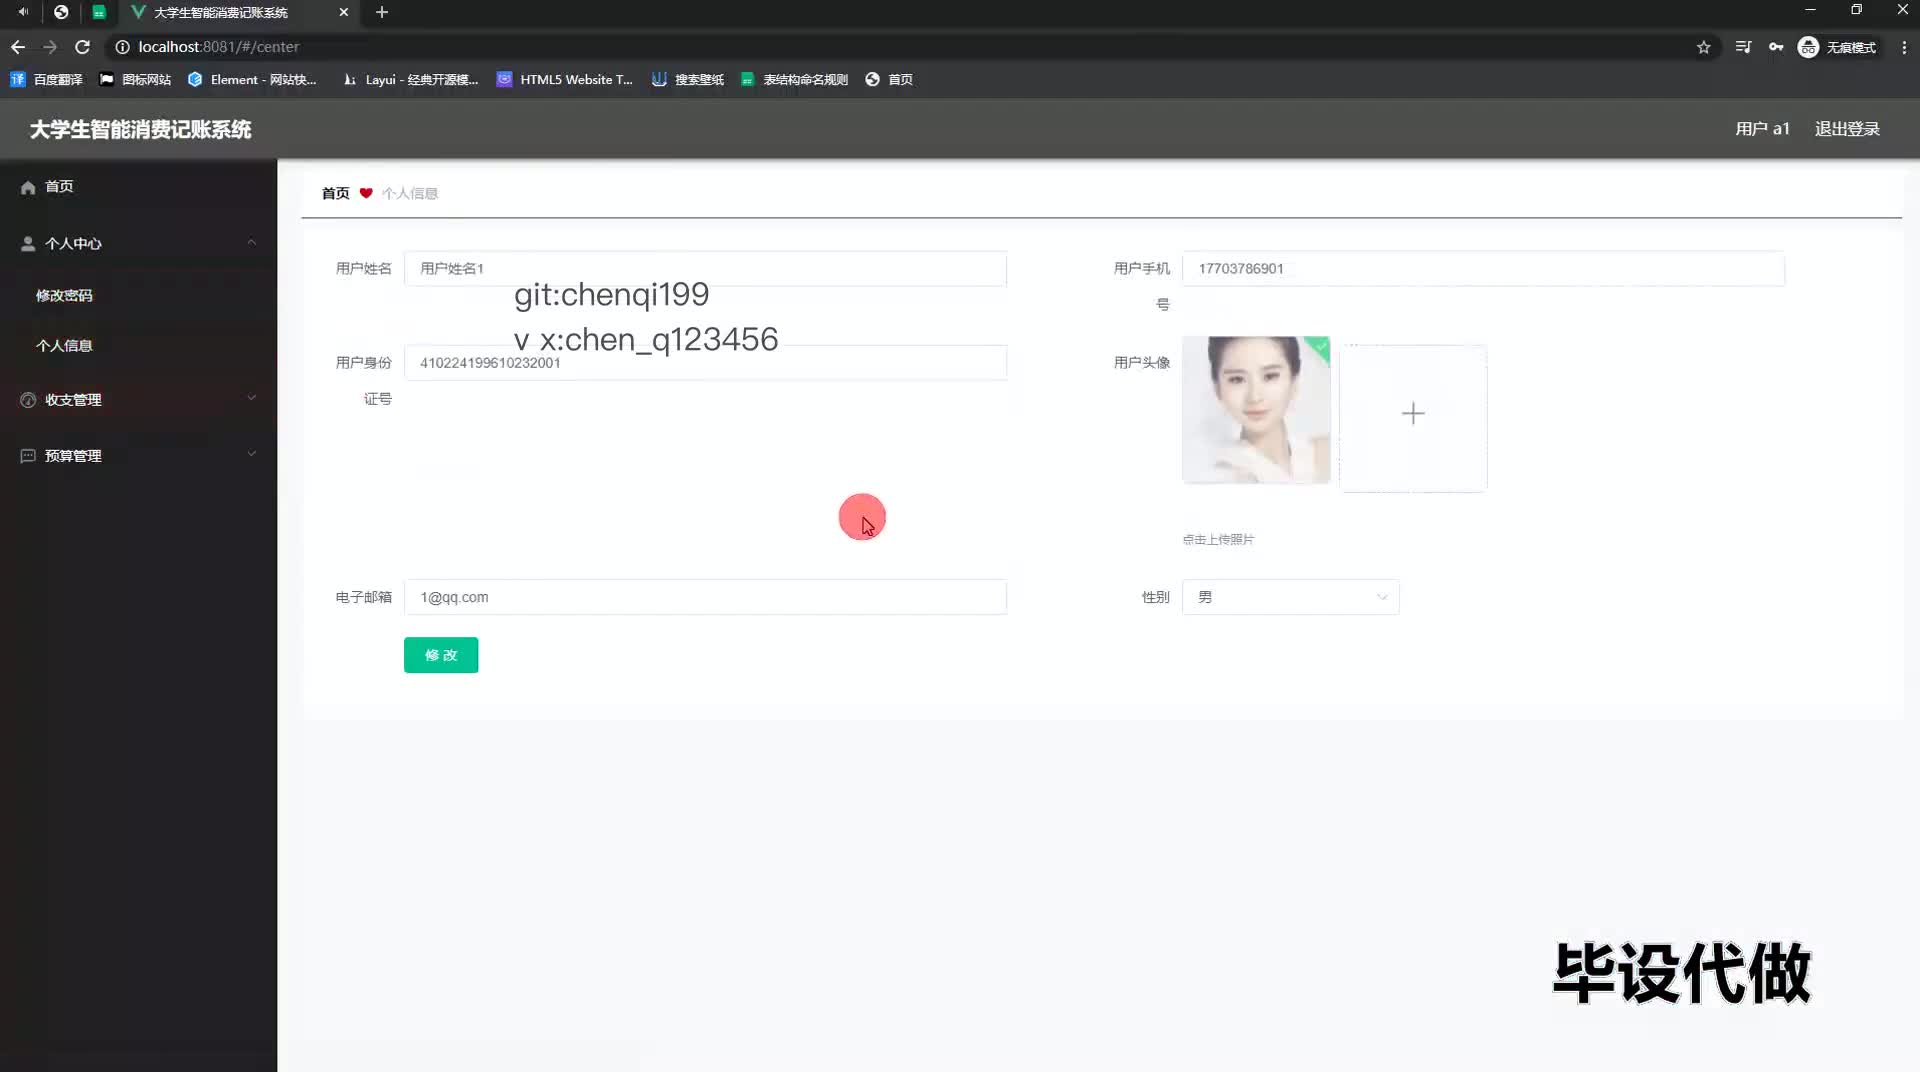 大学生智能消费记账系统
localhost:8081/#/center
无痕模式
百度翻译
图标网站
Element - 网站快...
Layui - 经典开源模...
HTML5 Website T...
搜索壁纸
表结构命名规则
首页
大学生智能消费记账系统
用户 a1
退出登录
首页
个人中心
修改密码
个人信息
收支管理
预算管理
首页
个人信息
用户姓名
用户姓名1
用户手机
号
17703786901
git:chenqi199
v x:chen_q123456
用户身份
证号
410224199610232001
用户头像
点击上传照片
电子邮箱
1@qq.com
性别
男
修 改
毕设代做